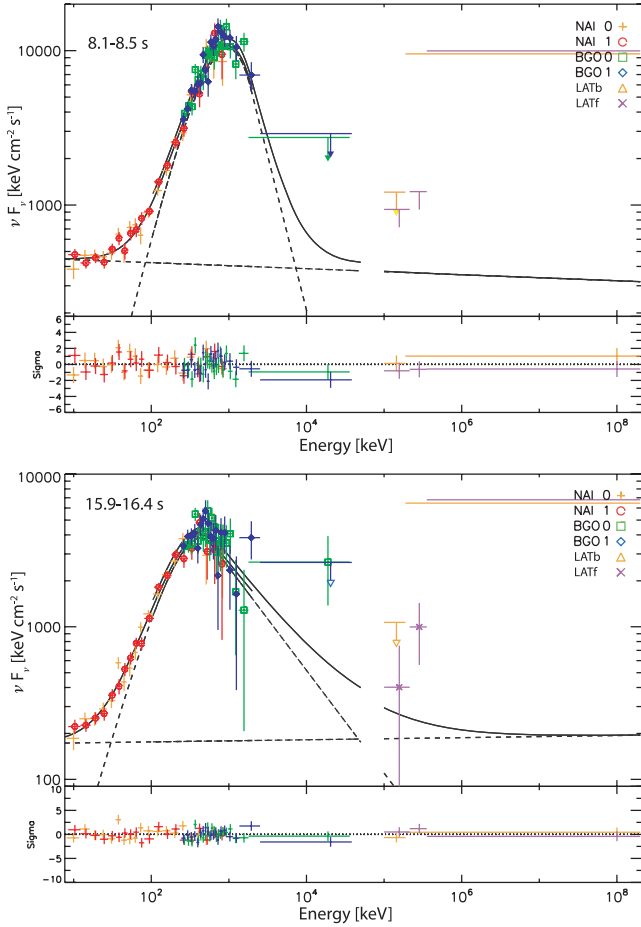 10000
8.1-8.5 s
NAI 0
NAI 1
BGO 0
BGO 1
LATb
LATf
ν Fν [keV cm-2 s-1]
1000
6
4
2
0
-2
-4
-6
Sigma
10² 10⁴ 10⁶ 10⁸
Energy [keV]
10000
15.9-16.4 s
NAI 0
NAI 1
BGO 0
BGO 1
LATb
LATf
ν Fν [keV cm-2 s-1]
1000
100
10
5
0
-5
-10
Sigma
10² 10⁴ 10⁶ 10⁸
Energy [keV]